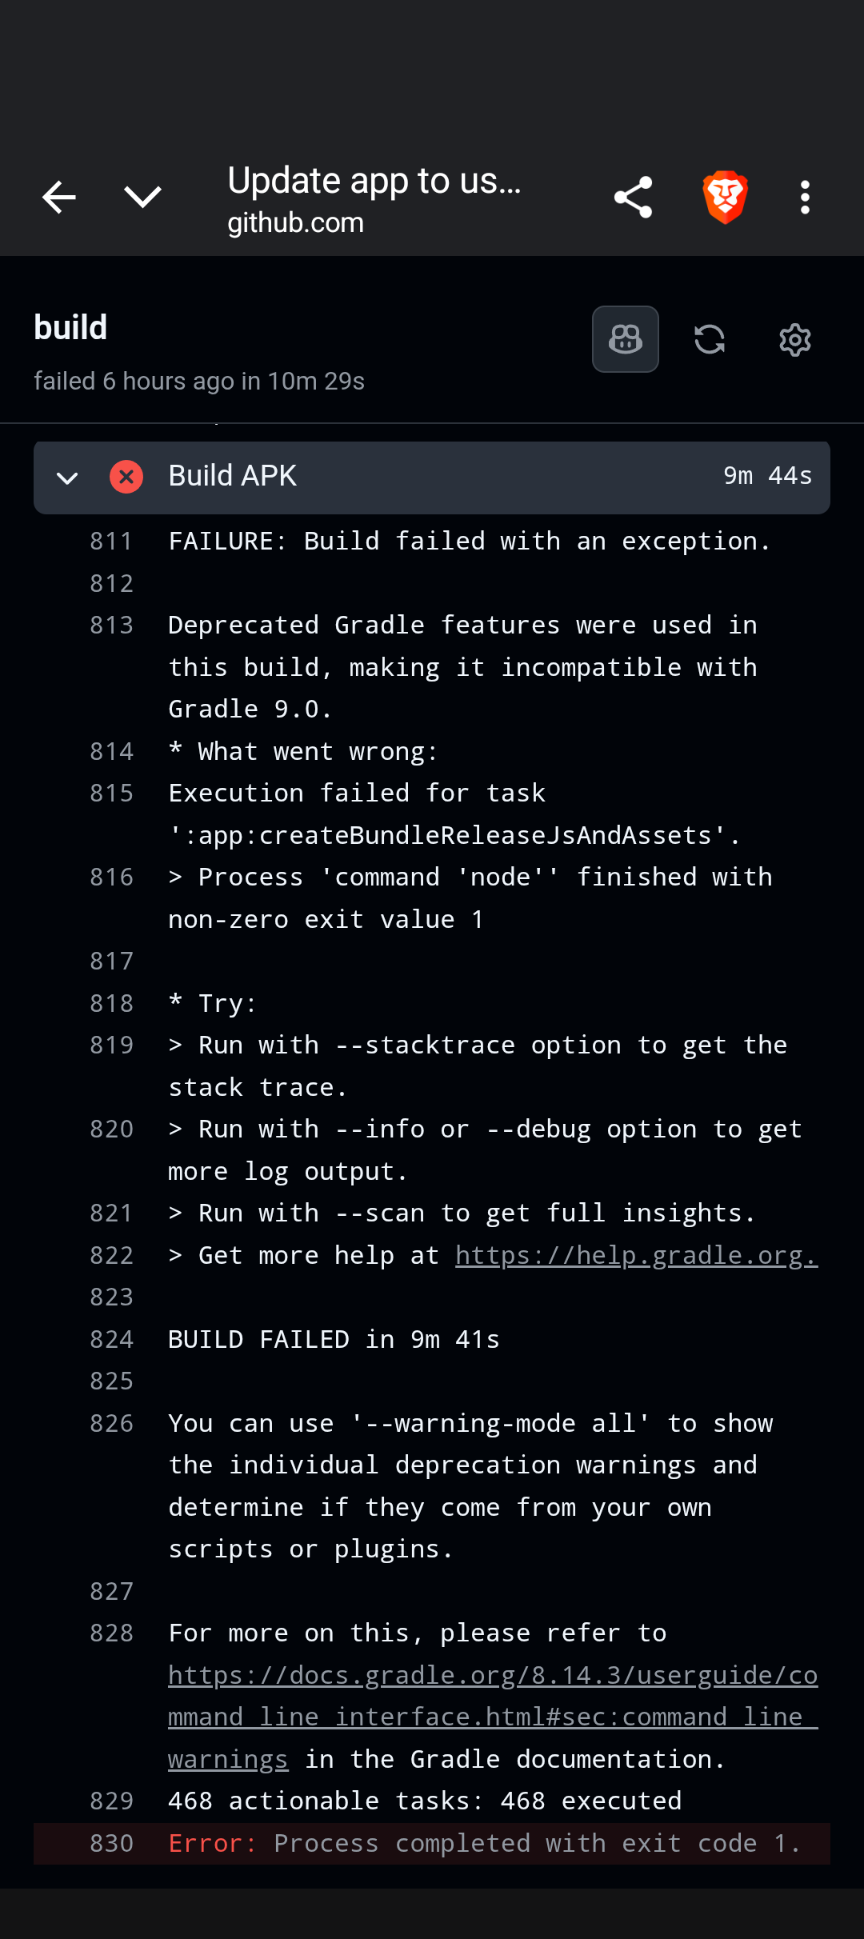 Update app to us...
github.com
build
failed 6 hours ago in 10m 29s
Build APK 9m 44s
811 FAILURE: Build failed with an exception.
812
813 Deprecated Gradle features were used in
this build, making it incompatible with
Gradle 9.0.
814 * What went wrong:
815 Execution failed for task
':app:createBundleReleaseJsAndAssets'.
816 > Process 'command 'node'' finished with
non-zero exit value 1
817
818 * Try:
819 > Run with --stacktrace option to get the
stack trace.
820 > Run with --info or --debug option to get
more log output.
821 > Run with --scan to get full insights.
822 > Get more help at https://help.gradle.org.
823
824 BUILD FAILED in 9m 41s
825
826 You can use '--warning-mode all' to show
the individual deprecation warnings and
determine if they come from your own
scripts or plugins.
827
828 For more on this, please refer to
https://docs.gradle.org/8.14.3/userguide/co
mmand_line_interface.html#sec:command_line_
warnings in the Gradle documentation.
829 468 actionable tasks: 468 executed
830 Error: Process completed with exit code 1.